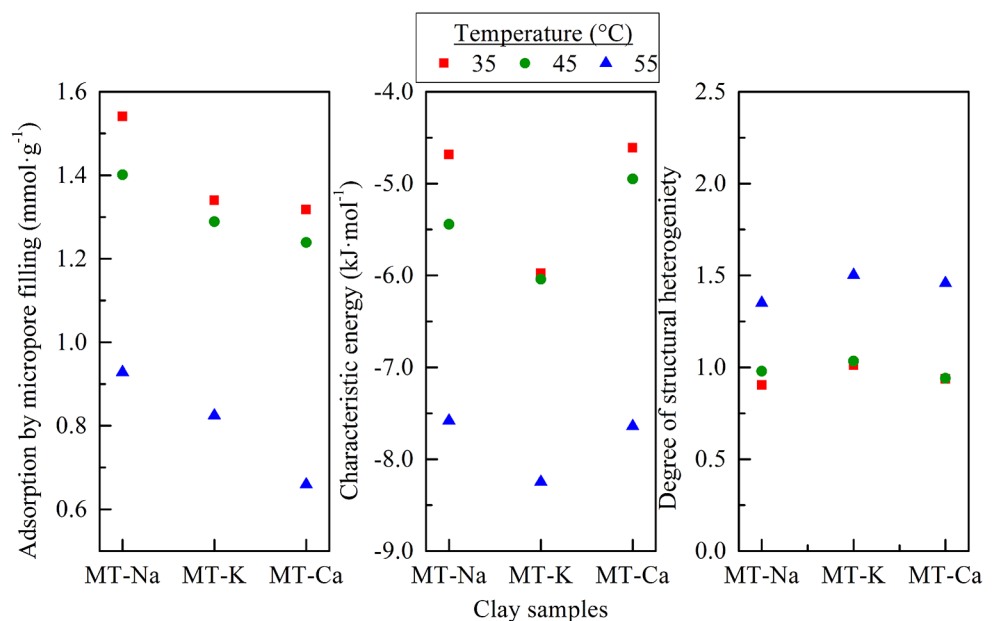 Temperature (°C)
35 45 55
Adsorption by micropore filling (mmol·g⁻¹)
1.6
1.4
1.2
1.0
0.8
0.6
MT-Na MT-K MT-Ca
Characteristic energy (kJ·mol⁻¹)
-4.0
-5.0
-6.0
-7.0
-8.0
-9.0
MT-Na MT-K MT-Ca
Degree of structural heterogeniety
2.5
2.0
1.5
1.0
0.5
0.0
MT-Na MT-K MT-Ca
Clay samples